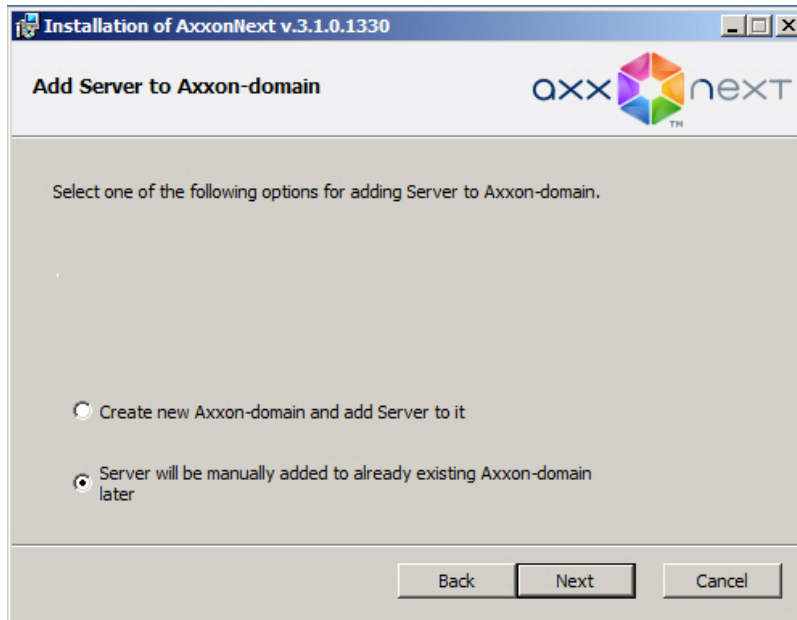 Installation of AxxonNext v.3.1.0.1330
Add Server to Axxon-domain
axx next
TM
Select one of the following options for adding Server to Axxon-domain.
Create new Axxon-domain and add Server to it
Server will be manually added to already existing Axxon-domain
later
Back Next Cancel